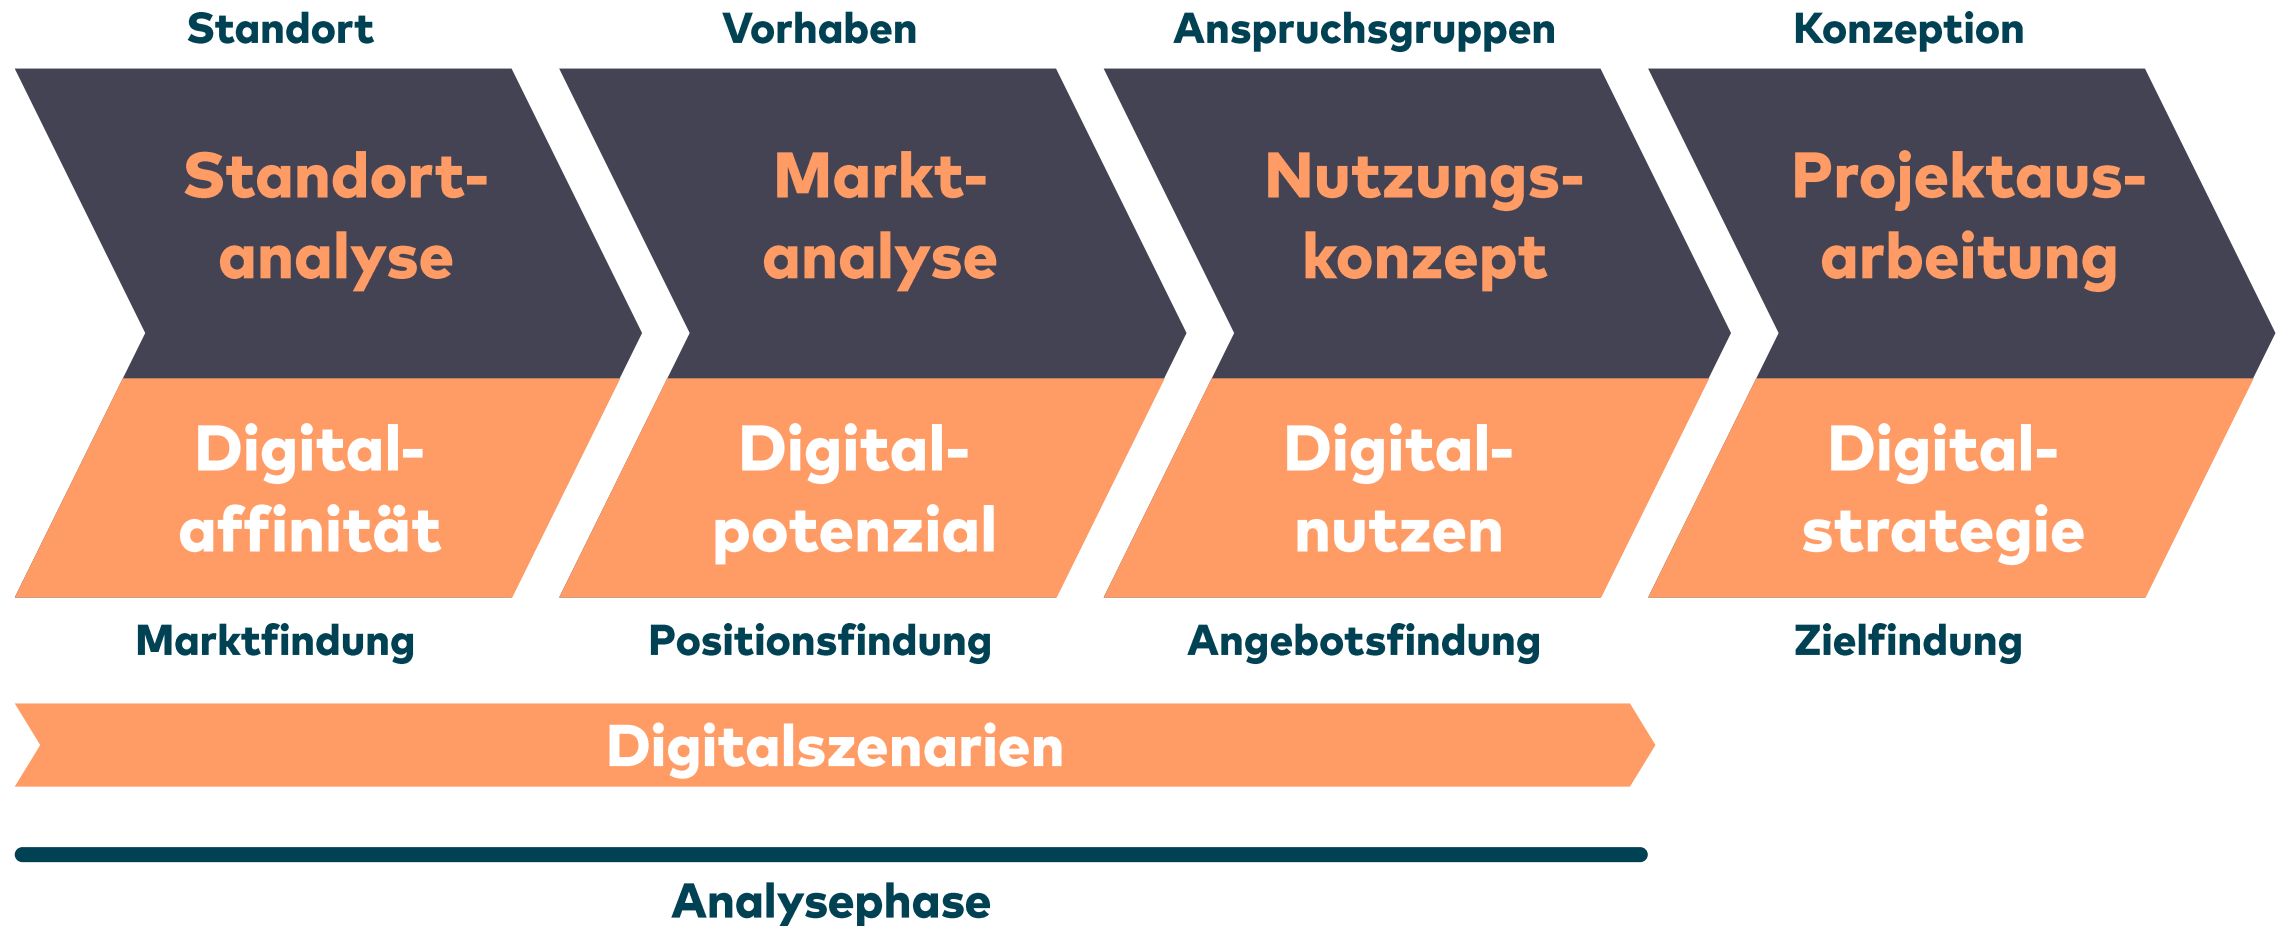 Standort
Vorhaben
Anspruchsgruppen
Konzeption
Standort-
analyse
Markt-
analyse
Nutzungs-
konzept
Projektaus-
arbeitung
Digital-
affinität
Digital-
potenzial
Digital-
nutzen
Digital-
strategie
Marktfindung
Positionsfindung
Angebotsfindung
Zielfindung
Digitalszenarien
Analysephase